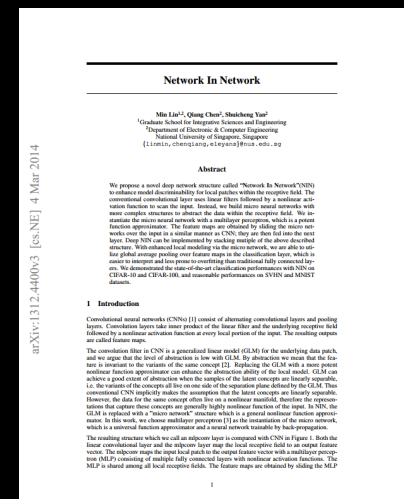 arXiv:1312.4400v3 [cs.NE] 4 Mar 2014
Network In Network
Min Lin1,2, Qiang Chen2, Shuicheng Yan2
1Graduate School for Integrative Sciences and Engineering
2Department of Electronic & Computer Engineering
National University of Singapore, Singapore
{linmin,chenqiang,eleyans}@nus.edu.sg
Abstract
We propose a novel deep network structure called "Network In Network"(NIN)
to enhance model discriminability for local patches within the receptive field. The
conventional convolutional layer uses linear filters followed by a nonlinear acti-
vation function to scan the input. Instead, we build micro neural networks with
more complex structures to abstract the data within the receptive field. We in-
stantiate the micro neural network with a multilayer perceptron, which is a potent
function approximator. The feature maps are obtained by sliding the micro net-
works over the input in a similar manner as CNN; they are then fed into the next
layer. Deep NIN can be implemented by stacking mutiple of the above described
structure. With enhanced local modeling via the micro network, we are able to uti-
lize global average pooling over feature maps in the classification layer, which is
easier to interpret and less prone to overfitting than traditional fully connected lay-
ers. We demonstrated the state-of-the-art classification performances with NIN on
CIFAR-10 and CIFAR-100, and reasonable performances on SVHN and MNIST
datasets.
1 Introduction
Convolutional neural networks (CNNs) [1] consist of alternating convolutional layers and pooling
layers. Convolution layers take inner product of the linear filter and the underlying receptive field
followed by a nonlinear activation function at every local portion of the input. The resulting outputs
are called feature maps.
The convolution filter in CNN is a generalized linear model (GLM) for the underlying data patch,
and we argue that the level of abstraction is low with GLM. By abstraction we mean that the fea-
ture is invariant to the variants of the same concept [2]. Replacing the GLM with a more potent
nonlinear function approximator can enhance the abstraction ability of the local model. GLM can
achieve a good extent of abstraction when the samples of the latent concepts are linearly separable,
i.e. the variants of the concepts all live on one side of the separation plane defined by the GLM. Thus
conventional CNN implicitly makes the assumption that the latent concepts are linearly separable.
However, the data for the same concept often live on a nonlinear manifold, therefore the represen-
tations that capture these concepts are generally highly nonlinear function of the input. In NIN, the
GLM is replaced with a "micro network" structure which is a general nonlinear function approxi-
mator. In this work, we choose multilayer perceptron [3] as the instantiation of the micro network,
which is a universal function approximator and a neural network trainable by back-propagation.
The resulting structure which we call an mlpconv layer is compared with CNN in Figure 1. Both the
linear convolutional layer and the mlpconv layer map the local receptive field to an output feature
vector. The mlpconv maps the input local patch to the output feature vector with a multilayer percep-
tron (MLP) consisting of multiple fully connected layers with nonlinear activation functions. The
MLP is shared among all local receptive fields. The feature maps are obtained by sliding the MLP
1